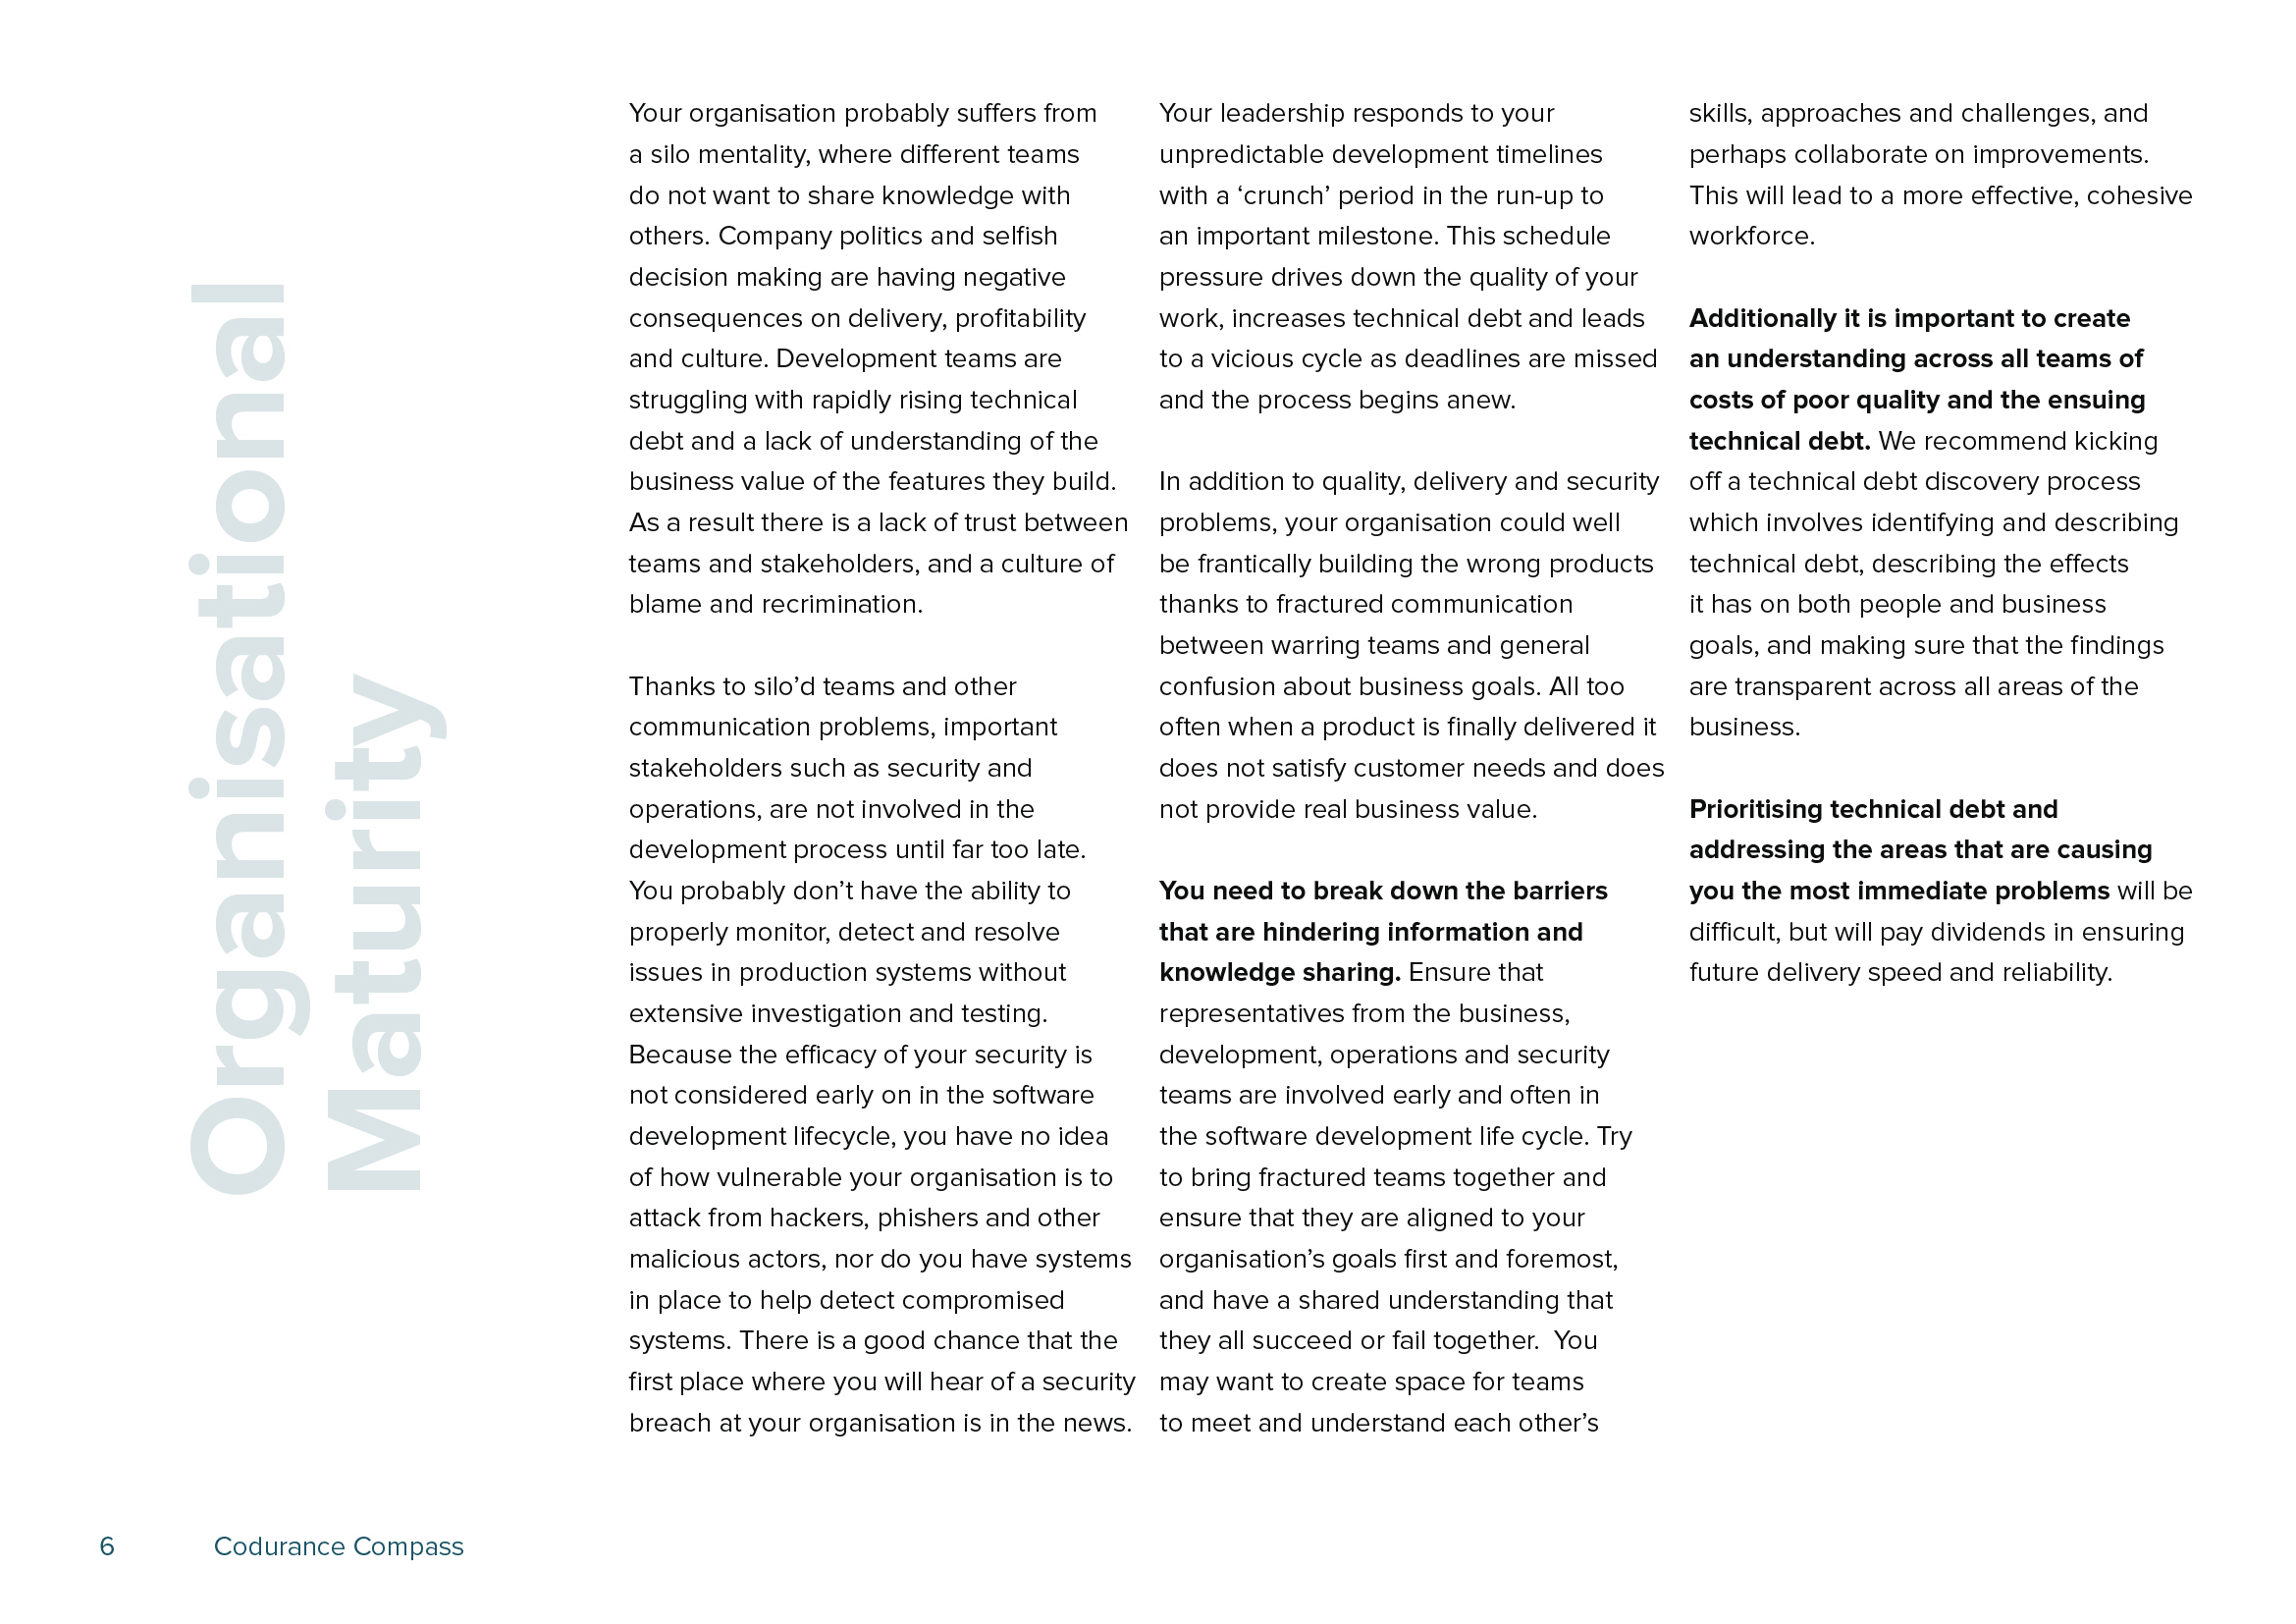 Organisational
Maturity
Your organisation probably suffers from
a silo mentality, where different teams
do not want to share knowledge with
others. Company politics and selfish
decision making are having negative
consequences on delivery, profitability
and culture. Development teams are
struggling with rapidly rising technical
debt and a lack of understanding of the
business value of the features they build.
As a result there is a lack of trust between
teams and stakeholders, and a culture of
blame and recrimination.
Thanks to silo’d teams and other
communication problems, important
stakeholders such as security and
operations, are not involved in the
development process until far too late.
You probably don’t have the ability to
properly monitor, detect and resolve
issues in production systems without
extensive investigation and testing.
Because the efficacy of your security is
not considered early on in the software
development lifecycle, you have no idea
of how vulnerable your organisation is to
attack from hackers, phishers and other
malicious actors, nor do you have systems
in place to help detect compromised
systems. There is a good chance that the
first place where you will hear of a security
breach at your organisation is in the news.
Your leadership responds to your
unpredictable development timelines
with a ‘crunch’ period in the run-up to
an important milestone. This schedule
pressure drives down the quality of your
work, increases technical debt and leads
to a vicious cycle as deadlines are missed
and the process begins anew.
In addition to quality, delivery and security
problems, your organisation could well
be frantically building the wrong products
thanks to fractured communication
between warring teams and general
confusion about business goals. All too
often when a product is finally delivered it
does not satisfy customer needs and does
not provide real business value.
You need to break down the barriers
that are hindering information and
knowledge sharing. Ensure that
representatives from the business,
development, operations and security
teams are involved early and often in
the software development life cycle. Try
to bring fractured teams together and
ensure that they are aligned to your
organisation’s goals first and foremost,
and have a shared understanding that
they all succeed or fail together.  You
may want to create space for teams
to meet and understand each other’s
skills, approaches and challenges, and
perhaps collaborate on improvements.
This will lead to a more effective, cohesive
workforce.
Additionally it is important to create
an understanding across all teams of
costs of poor quality and the ensuing
technical debt. We recommend kicking
off a technical debt discovery process
which involves identifying and describing
technical debt, describing the effects
it has on both people and business
goals, and making sure that the findings
are transparent across all areas of the
business.
Prioritising technical debt and
addressing the areas that are causing
you the most immediate problems will be
difficult, but will pay dividends in ensuring
future delivery speed and reliability.
6 Codurance Compass